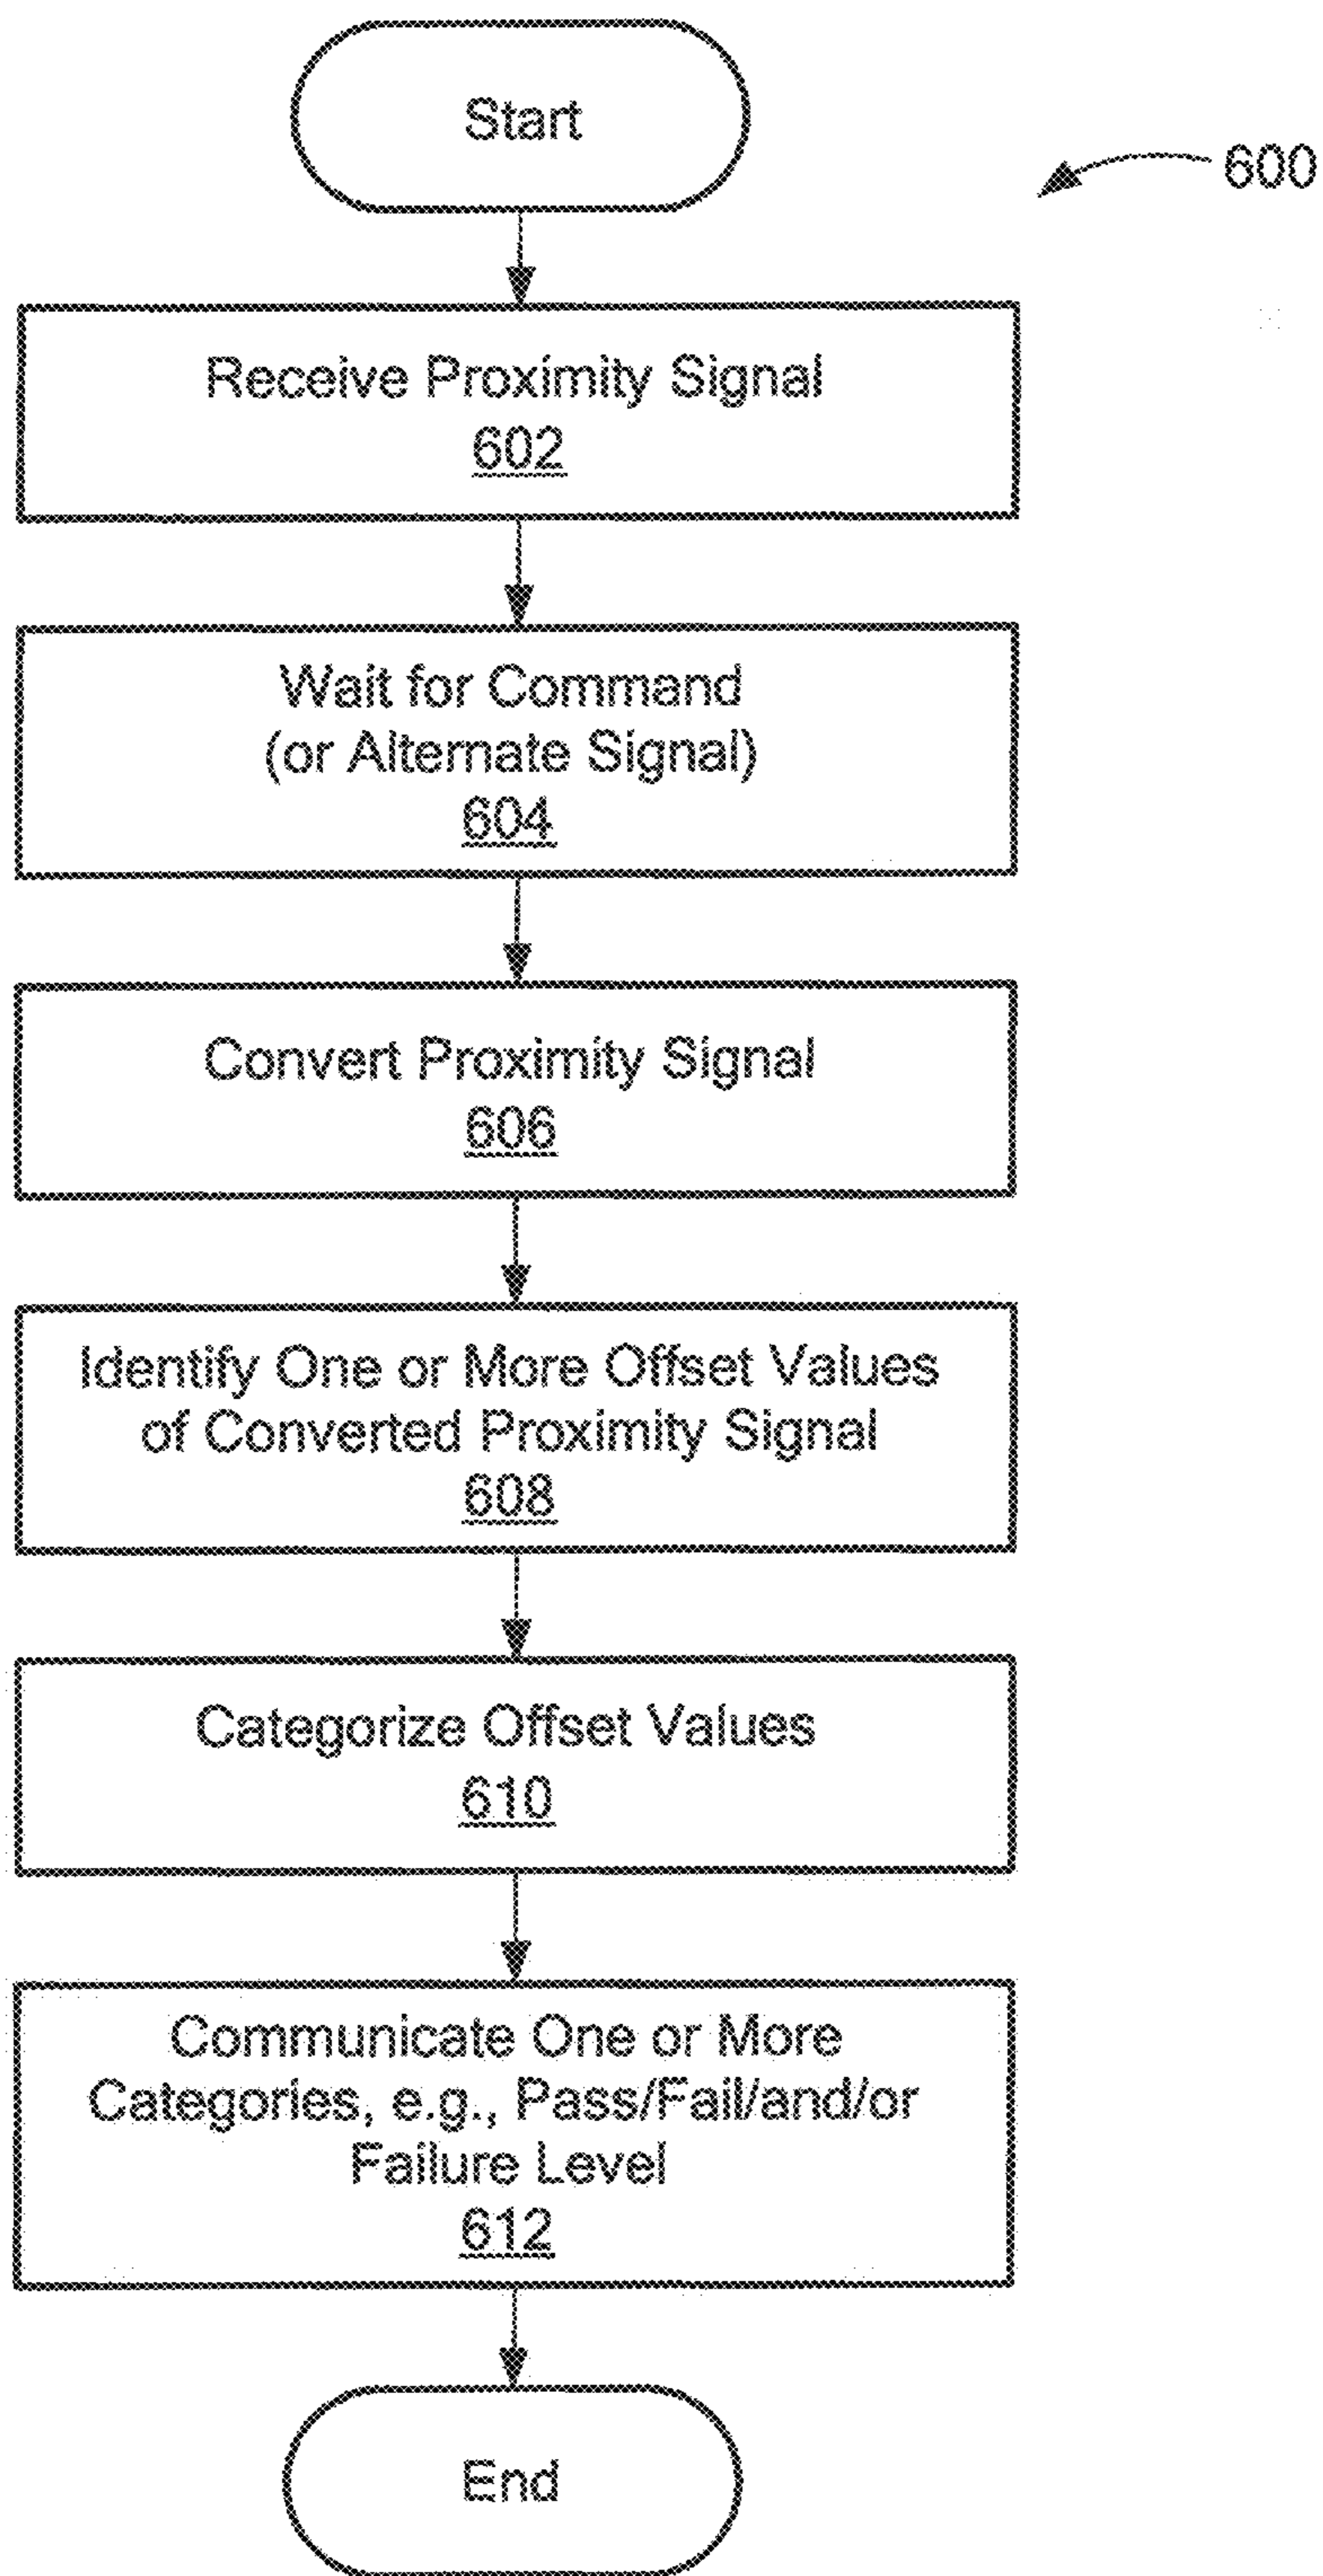 Start
600
Receive Proximity Signal
602
Wait for Command
(or Alternate Signal)
604
Convert Proximity Signal
606
Identify One or More Offset Values
of Converted Proximity Signal
608
Categorize Offset Values
610
Communicate One or More
Categories, e.g., Pass/Fail/and/or
Failure Level
612
End